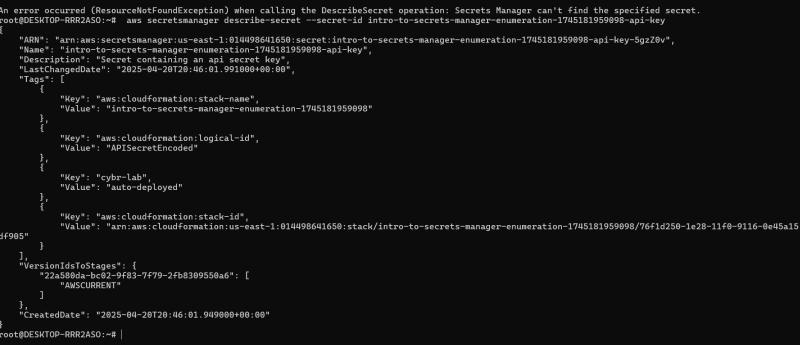 An error occurred (ResourceNotFoundException) when calling the DescribeSecret operation: Secrets Manager can't find the specified secret.
root@DESKTOP-RRR2ASO:~#  aws secretsmanager describe-secret --secret-id intro-to-secrets-manager-enumeration-1745181959098-api-key
{
    "ARN": "arn:aws:secretsmanager:us-east-1:014498641650:secret:intro-to-secrets-manager-enumeration-1745181959098-api-key-5gzZ0v",
    "Name": "intro-to-secrets-manager-enumeration-1745181959098-api-key",
    "Description": "Secret containing an api secret key",
    "LastChangedDate": "2025-04-20T20:46:01.991000+00:00",
    "Tags": [
        {
            "Key": "aws:cloudformation:stack-name",
            "Value": "intro-to-secrets-manager-enumeration-1745181959098"
        },
        {
            "Key": "aws:cloudformation:logical-id",
            "Value": "APISecretEncoded"
        },
        {
            "Key": "cybr-lab",
            "Value": "auto-deployed"
        },
        {
            "Key": "aws:cloudformation:stack-id",
            "Value": "arn:aws:cloudformation:us-east-1:014498641650:stack/intro-to-secrets-manager-enumeration-1745181959098/76f1d250-1e28-11f0-9116-0e45a15
df905"
        }
    ],
    "VersionIdsToStages": {
        "22a580da-bc02-9f83-7f79-2fb8309550a6": [
            "AWSCURRENT"
        ]
    },
    "CreatedDate": "2025-04-20T20:46:01.949000+00:00"
}
root@DESKTOP-RRR2ASO:~#